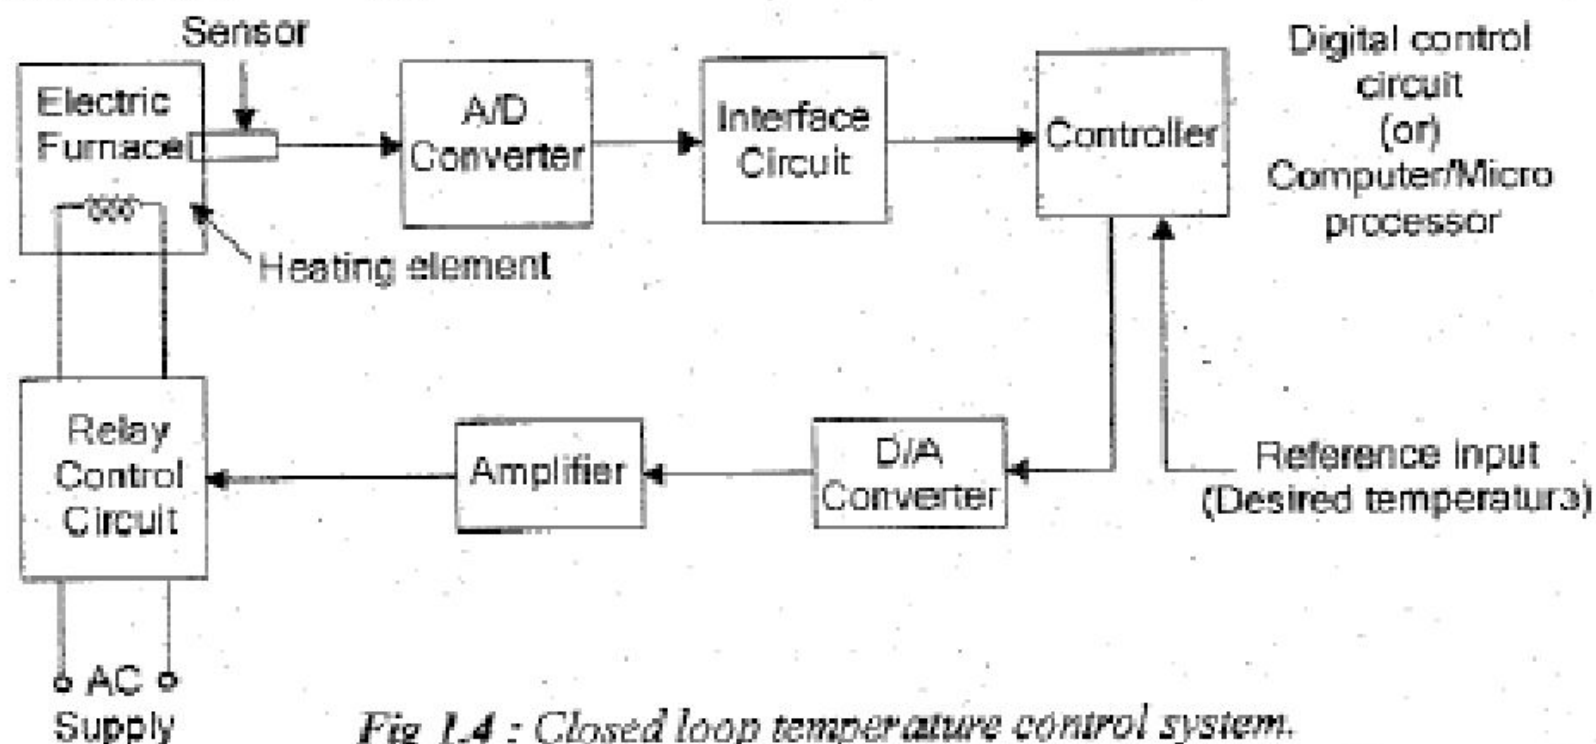 Sensor
Electric
Furnace
A/D
Converter
Interface
Circuit
Controller
Digital control
circuit
(or)
Computer/Micro
processor
Heating element
Relay
Control
Circuit
Amplifier
D/A
Converter
Reference input
(Desired temperature)
AC
Supply
Fig 1.4 : Closed loop temperature control system.